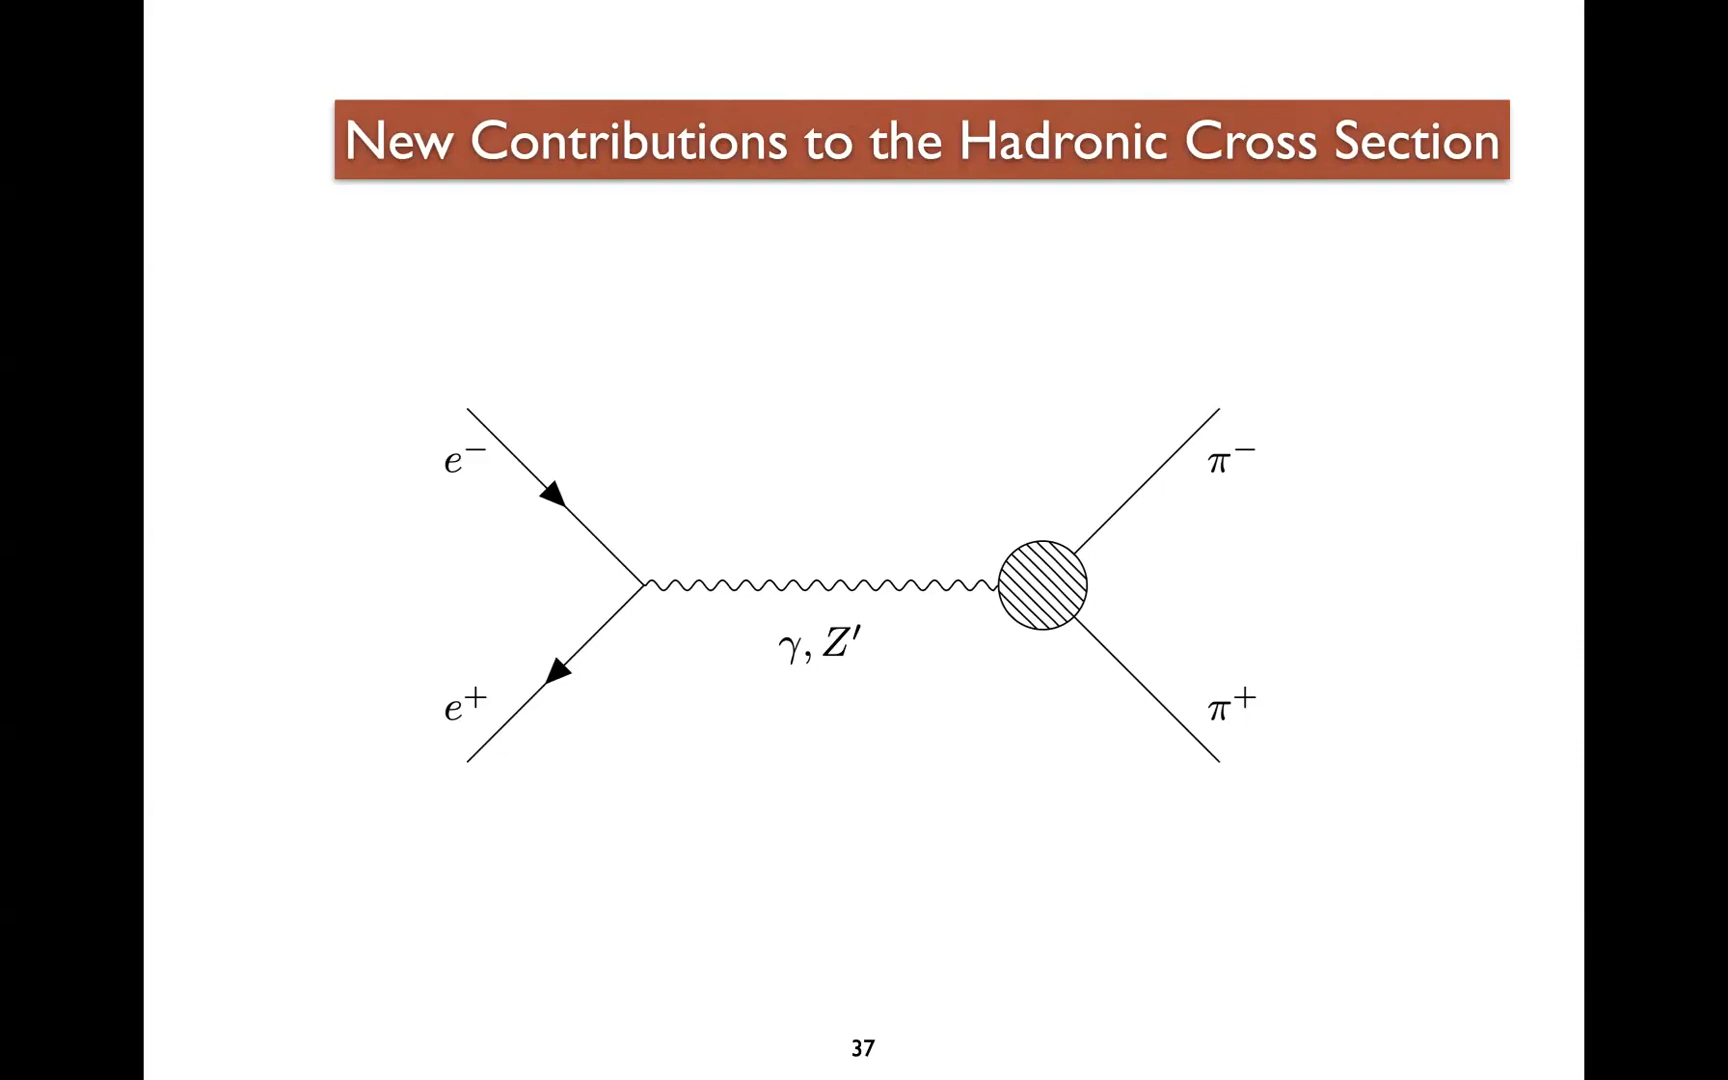 New Contributions to the Hadronic Cross Section
e⁻
π⁻
γ, Z′
e⁺
π⁺
37